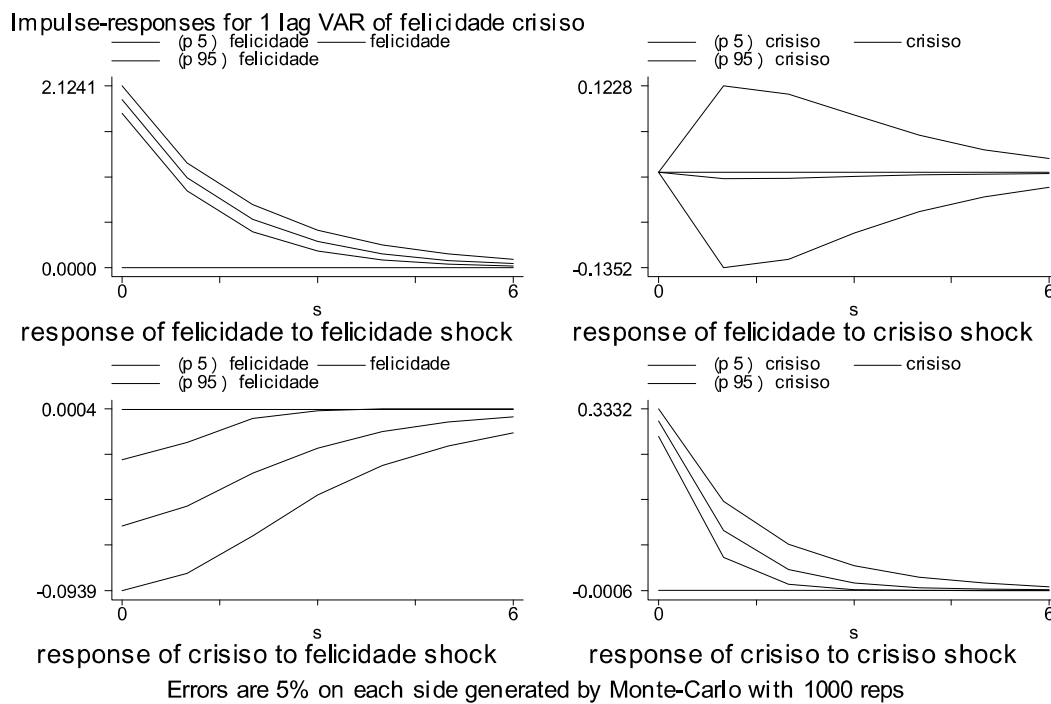 Impulse-responses for 1 lag VAR of felicidade crisiso
(p 5) felicidade felicidade
(p 95) felicidade
2.1241
0.0000
0 6
s
response of felicidade to felicidade shock
(p 5) crisiso crisiso
(p 95) crisiso
0.1228
-0.1352
0 6
s
response of felicidade to crisiso shock
(p 5) felicidade felicidade
(p 95) felicidade
0.0004
-0.0939
0 6
s
response of crisiso to felicidade shock
(p 5) crisiso crisiso
(p 95) crisiso
0.3332
-0.0006
0 6
s
response of crisiso to crisiso shock
Errors are 5% on each side generated by Monte-Carlo with 1000 reps